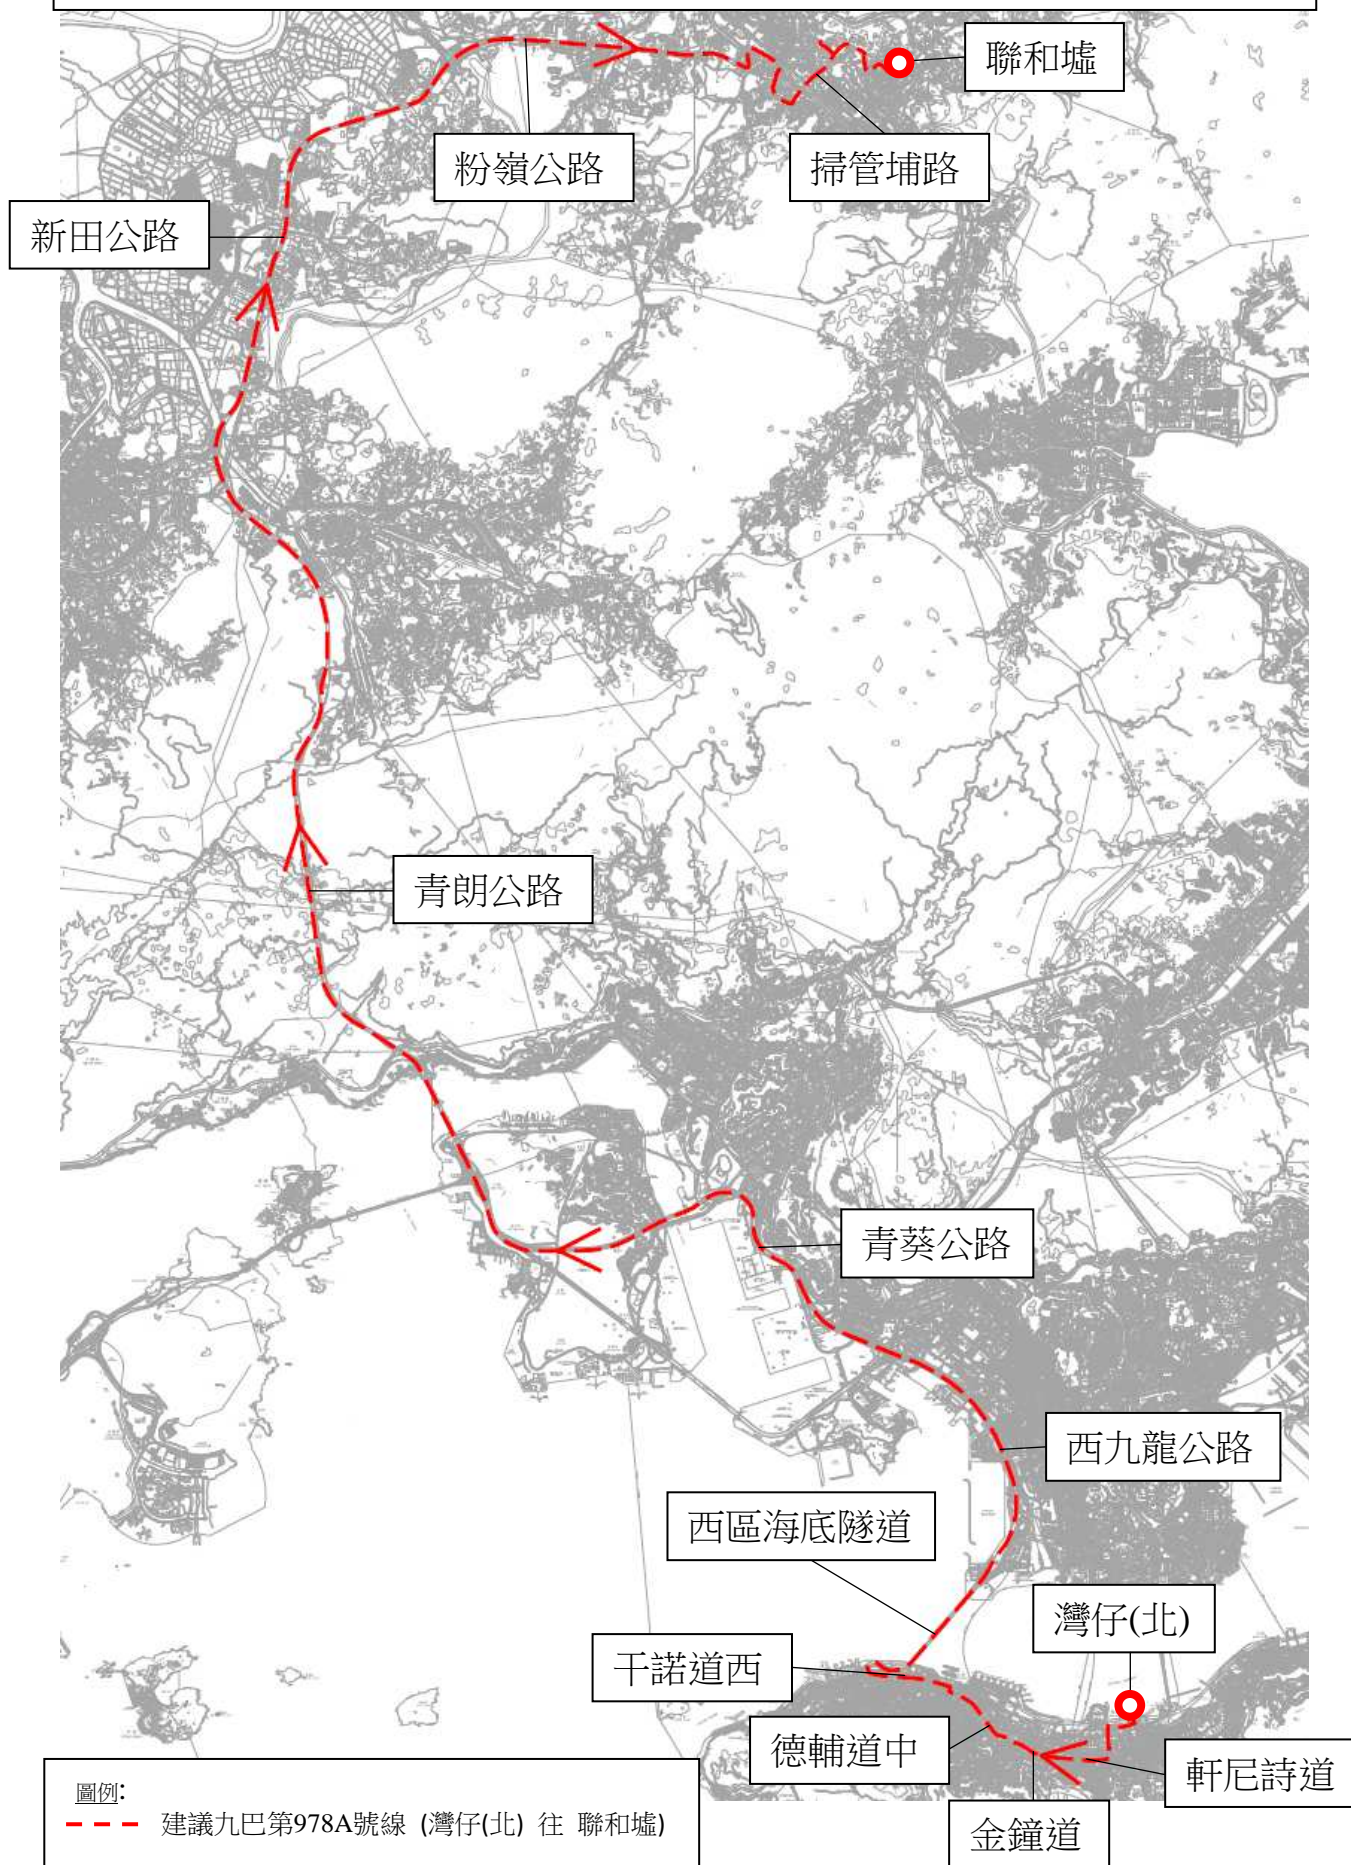 聯和墟
粉嶺公路
掃管埔路
新田公路
青朗公路
青葵公路
西九龍公路
西區海底隧道
灣仔(北)
干諾道西
德輔道中
軒尼詩道
金鐘道
圖例:
建議九巴第978A號線 (灣仔(北) 往 聯和墟)